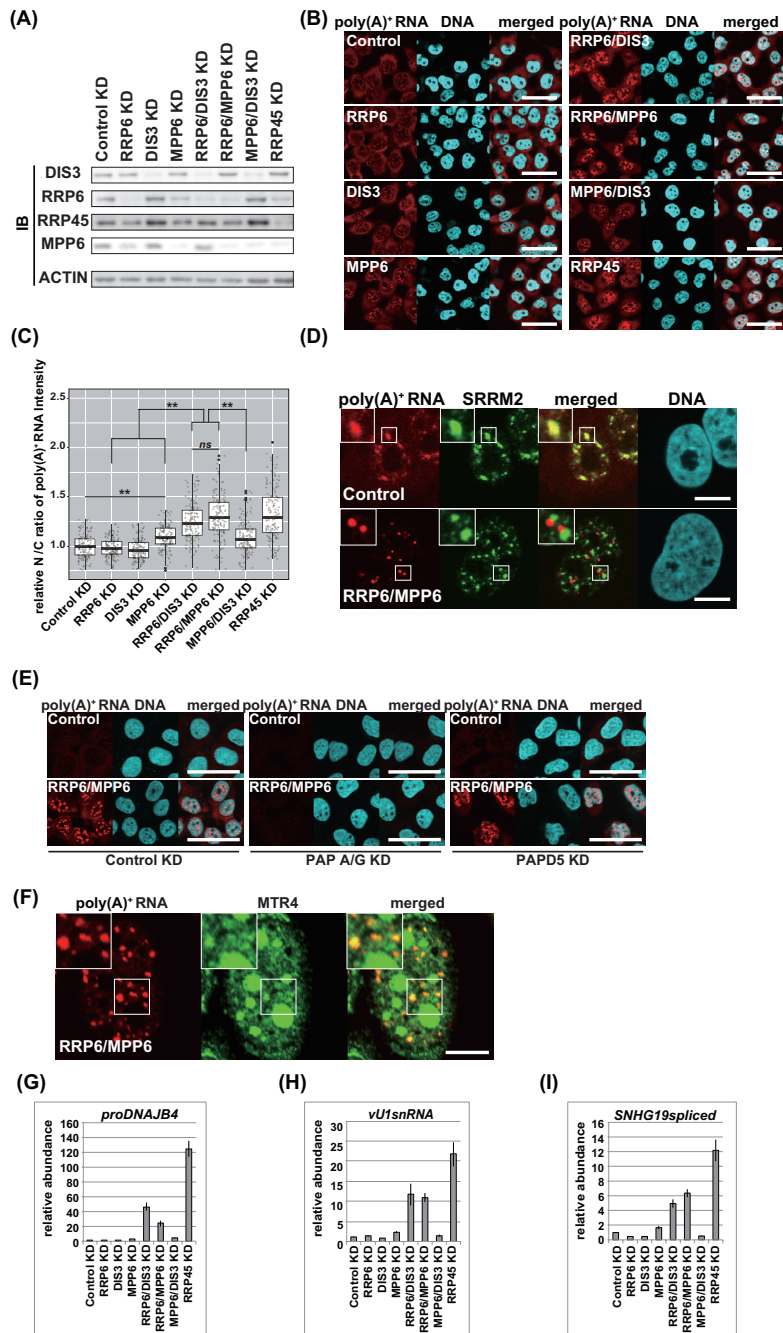 (A)
Control KD
RRP6 KD
DIS3 KD
MPP6 KD
RRP6/DIS3 KD
RRP6/MPP6 KD
MPP6/DIS3 KD
RRP45 KD
IB
DIS3
RRP6
RRP45
MPP6
ACTIN
(B)
poly(A)+ RNA DNA merged poly(A)+ RNA DNA merged
Control RRP6/DIS3
RRP6 RRP6/MPP6
DIS3 MPP6/DIS3
MPP6 RRP45
(C)
relative N/C ratio of poly(A)+ RNA Intensity
2.5
2.0
1.5
1.0
** **
ns
**
Control KD
RRP6 KD
DIS3 KD
MPP6 KD
RRP6/DIS3 KD
RRP6/MPP6 KD
MPP6/DIS3 KD
RRP45 KD
(D)
poly(A)+ RNA SRRM2 merged DNA
Control
RRP6/MPP6
(E)
poly(A)+ RNA DNA merged poly(A)+ RNA DNA merged poly(A)+ RNA DNA merged
Control Control Control
RRP6/MPP6 RRP6/MPP6 RRP6/MPP6
Control KD PAP A/G KD PAPD5 KD
(F)
poly(A)+ RNA MTR4 merged
RRP6/MPP6
(G)
proDNAJB4
relative abundance
160
140
120
100
80
60
40
20
0
Control KD
RRP6 KD
DIS3 KD
MPP6 KD
RRP6/DIS3 KD
RRP6/MPP6 KD
MPP6/DIS3 KD
RRP45 KD
(H)
vU1snRNA
relative abundance
30
25
20
15
10
5
0
Control KD
RRP6 KD
DIS3 KD
MPP6 KD
RRP6/DIS3 KD
RRP6/MPP6 KD
MPP6/DIS3 KD
RRP45 KD
(I)
SNHG19spliced
relative abundance
16
14
12
10
8
6
4
2
0
Control KD
RRP6 KD
DIS3 KD
MPP6 KD
RRP6/DIS3 KD
RRP6/MPP6 KD
MPP6/DIS3 KD
RRP45 KD